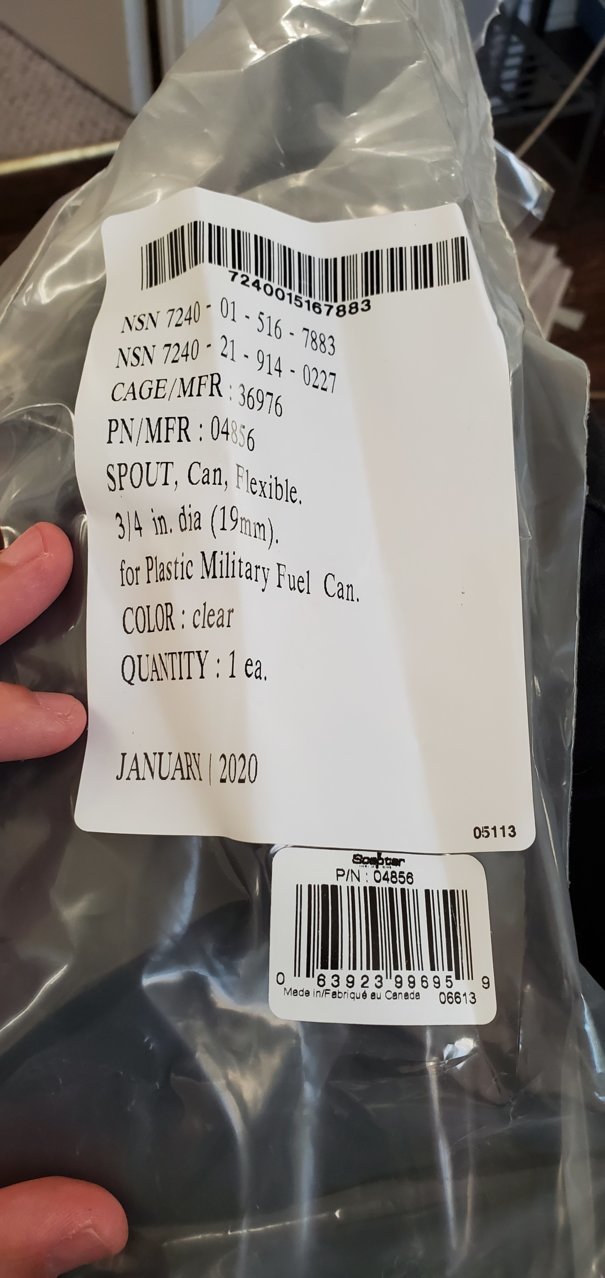 7240015167883
NSN 7240 - 01 - 516 - 7883
NSN 7240 - 21 - 914 - 0227
CAGE/MFR : 36976
PN/MFR : 04856
SPOUT, Can, Flexible.
3/4 in. dia (19mm).
for Plastic Military Fuel Can.
COLOR : clear
QUANTITY : 1 ea.
JANUARY | 2020
05113
Scepter
P/N : 04856
0 63923 99695 9
Made in/Fabriqué au Canada 06613